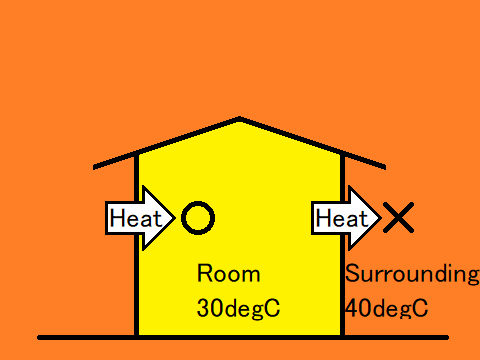 Heat
Heat
Room
30degC
Surrounding
40degC